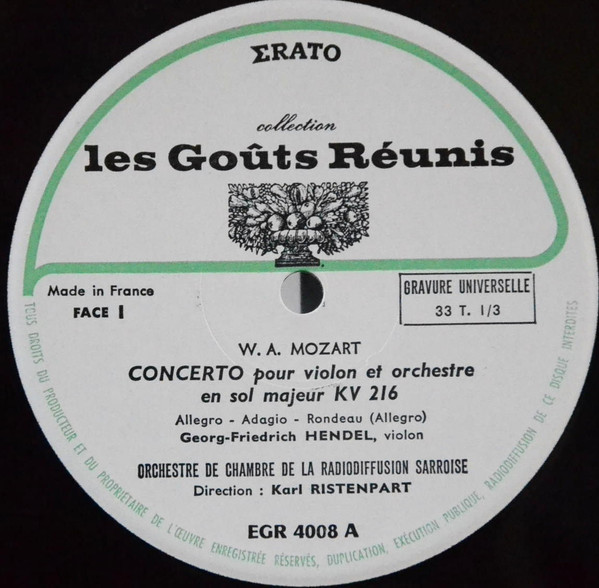 ΣRATO
collection
les Goûts Réunis
Made in France
FACE I
GRAVURE UNIVERSELLE
33 T. 1/3
W. A. MOZART
CONCERTO pour violon et orchestre
en sol majeur KV 216
Allegro - Adagio - Rondeau (Allegro)
Georg-Friedrich HENDEL, violon
ORCHESTRE DE CHAMBRE DE LA RADIODIFFUSION SARROISE
Direction : Karl RISTENPART
EGR 4008 A
TOUS DROITS DU PRODUCTEUR ET DU PROPRIÉTAIRE DE L'ŒUVRE ENREGISTRÉE RÉSERVÉS, DUPLICATION, EXÉCUTION PUBLIQUE, RADIODIFFUSION DE CE DISQUE INTERDITES